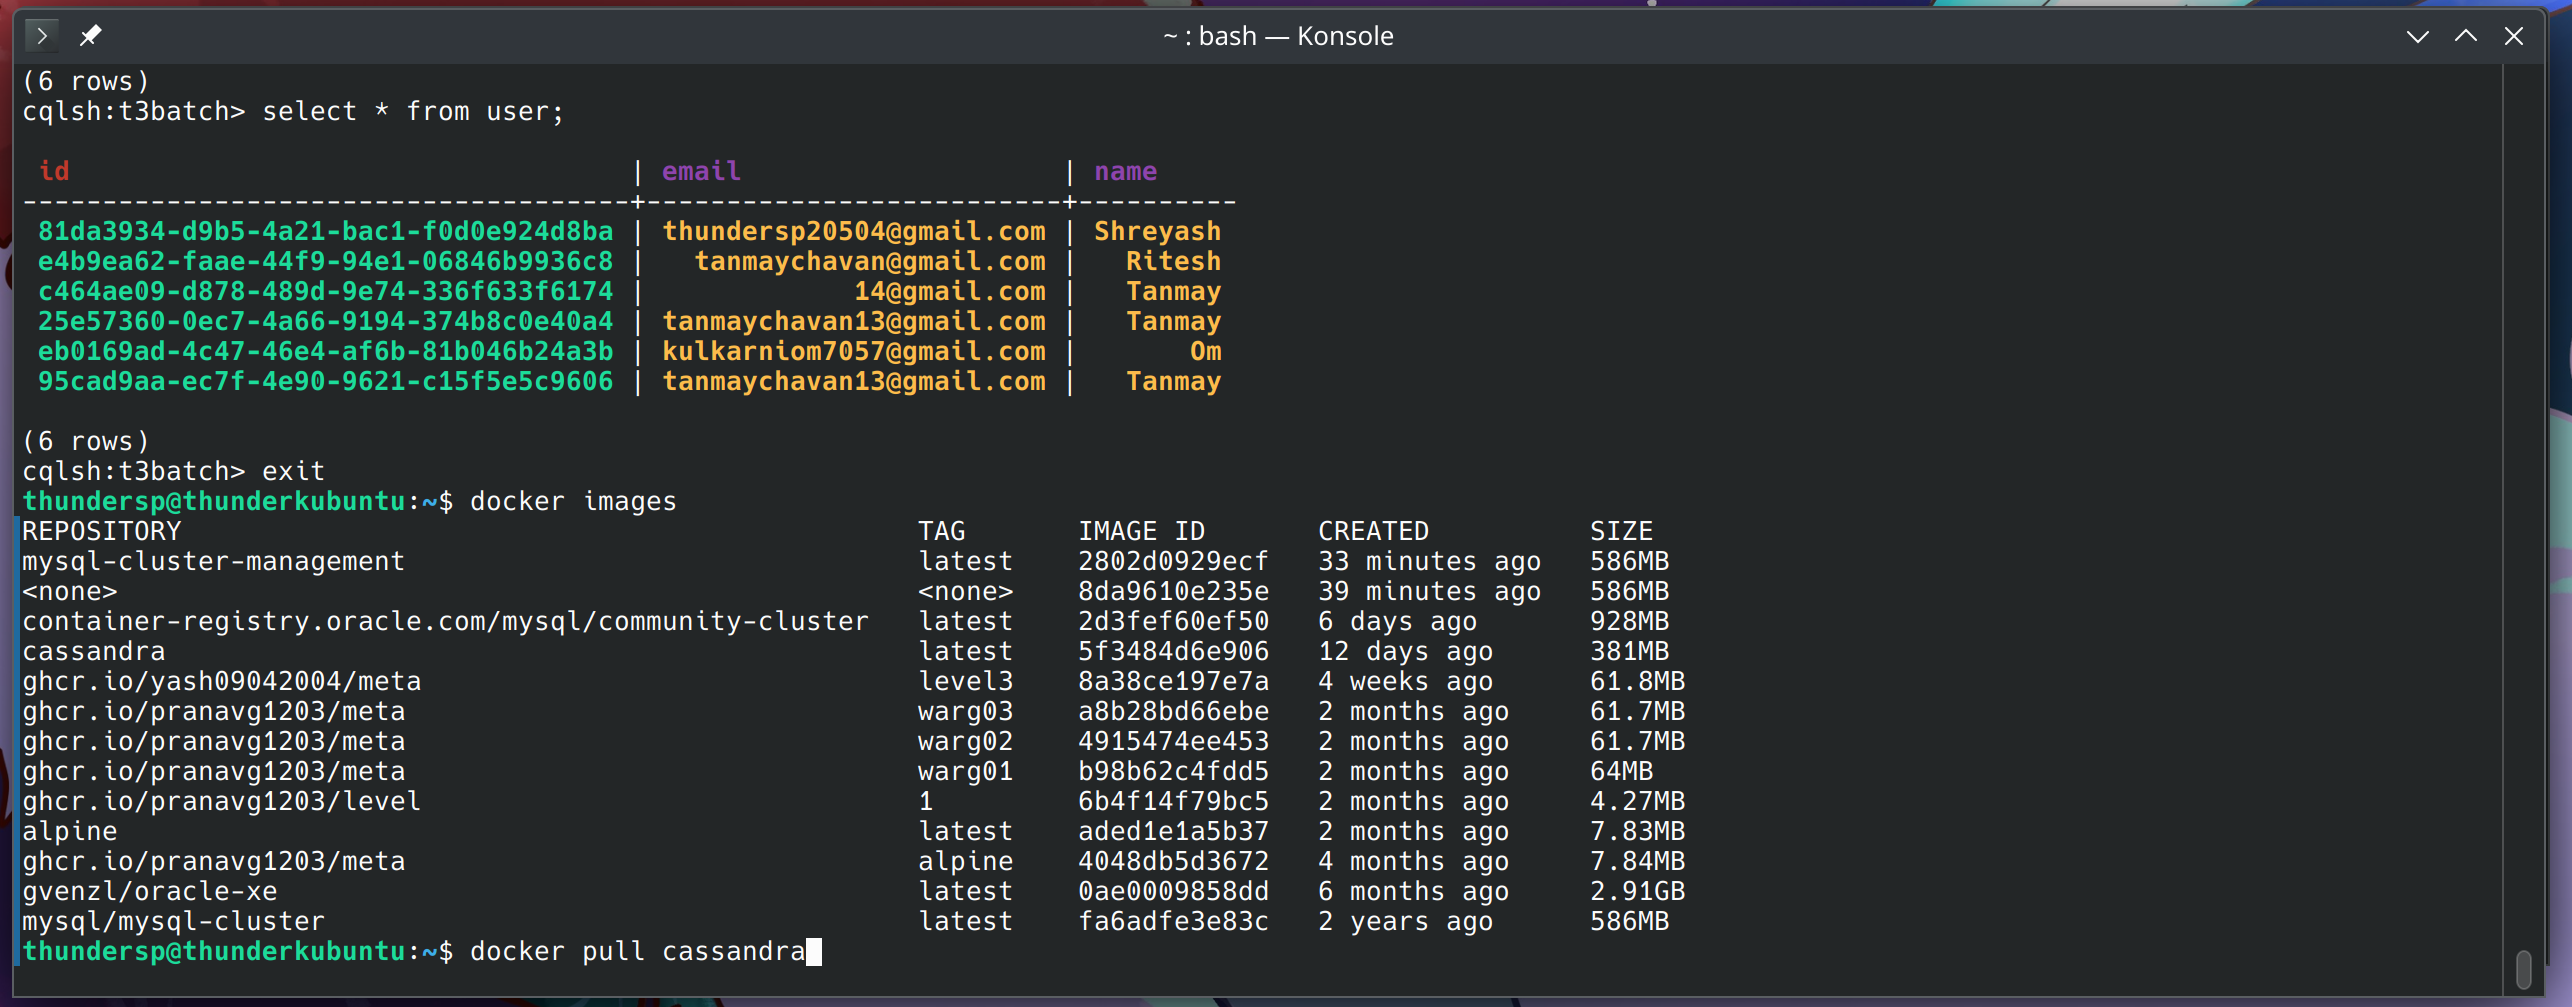 ~ : bash — Konsole
(6 rows)
cqlsh:t3batch> select * from user;
 id                                   | email                    | name
--------------------------------------+--------------------------+----------
 81da3934-d9b5-4a21-bac1-f0d0e924d8ba | thundersp20504@gmail.com | Shreyash
 e4b9ea62-faae-44f9-94e1-06846b9936c8 |   tanmaychavan@gmail.com |   Ritesh
 c464ae09-d878-489d-9e74-336f633f6174 |             14@gmail.com |   Tanmay
 25e57360-0ec7-4a66-9194-374b8c0e40a4 | tanmaychavan13@gmail.com |   Tanmay
 eb0169ad-4c47-46e4-af6b-81b046b24a3b | kulkarniom7057@gmail.com |       Om
 95cad9aa-ec7f-4e90-9621-c15f5e5c9606 | tanmaychavan13@gmail.com |   Tanmay
(6 rows)
cqlsh:t3batch> exit
thundersp@thunderkubuntu:~$ docker images
REPOSITORY                                              TAG       IMAGE ID       CREATED          SIZE
mysql-cluster-management                                latest    2802d0929ecf   33 minutes ago   586MB
<none>                                                  <none>    8da9610e235e   39 minutes ago   586MB
container-registry.oracle.com/mysql/community-cluster   latest    2d3fef60ef50   6 days ago       928MB
cassandra                                               latest    5f3484d6e906   12 days ago      381MB
ghcr.io/yash09042004/meta                               level3    8a38ce197e7a   4 weeks ago      61.8MB
ghcr.io/pranavg1203/meta                                warg03    a8b28bd66ebe   2 months ago     61.7MB
ghcr.io/pranavg1203/meta                                warg02    4915474ee453   2 months ago     61.7MB
ghcr.io/pranavg1203/meta                                warg01    b98b62c4fdd5   2 months ago     64MB
ghcr.io/pranavg1203/level                               1         6b4f14f79bc5   2 months ago     4.27MB
alpine                                                  latest    aded1e1a5b37   2 months ago     7.83MB
ghcr.io/pranavg1203/meta                                alpine    4048db5d3672   4 months ago     7.84MB
gvenzl/oracle-xe                                        latest    0ae0009858dd   6 months ago     2.91GB
mysql/mysql-cluster                                     latest    fa6adfe3e83c   2 years ago      586MB
thundersp@thunderkubuntu:~$ docker pull cassandra